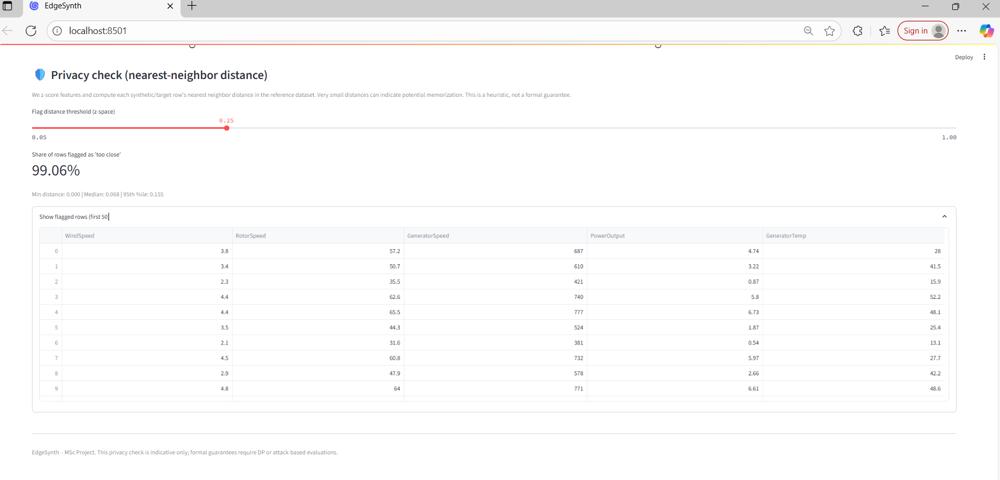 EdgeSynth
localhost:8501
Sign in
Deploy
Privacy check (nearest-neighbor distance)
We z-score features and compute each synthetic/target row's nearest neighbor distance in the reference dataset. Very small distances can indicate potential memorization. This is a heuristic, not a formal guarantee.
Flag distance threshold (z-space)
0.25
0.05 1.00
Share of rows flagged as 'too close'
99.06%
Min distance: 0.000 | Median: 0.068 | 95th %ile: 0.155
Show flagged rows (first 50)
WindSpeed RotorSpeed GeneratorSpeed PowerOutput GeneratorTemp
0 3.8 57.2 687 4.74 28
1 3.4 50.7 610 3.22 41.5
2 2.3 35.5 421 0.87 15.9
3 4.4 62.6 740 5.8 52.2
4 4.4 65.5 777 6.73 48.1
5 3.5 44.3 524 1.87 25.4
6 2.1 31.6 381 0.54 13.1
7 4.5 60.8 732 5.97 27.7
8 2.9 47.9 578 2.66 42.2
9 4.8 64 771 6.61 48.6
EdgeSynth – MSc Project. This privacy check is indicative only; formal guarantees require DP or attack-based evaluations.